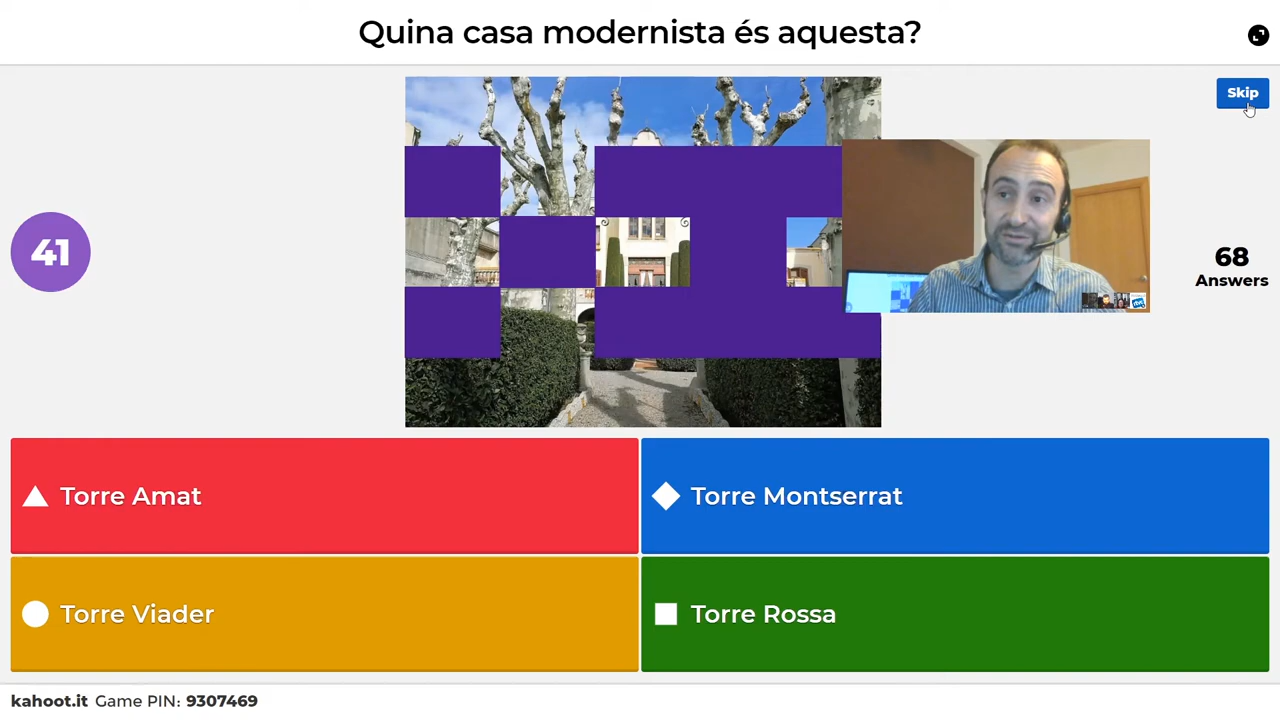 Quina casa modernista és aquesta?
Skip
41
68
Answers
Torre Amat
Torre Montserrat
Torre Viader
Torre Rossa
kahoot.it Game PIN: 9307469